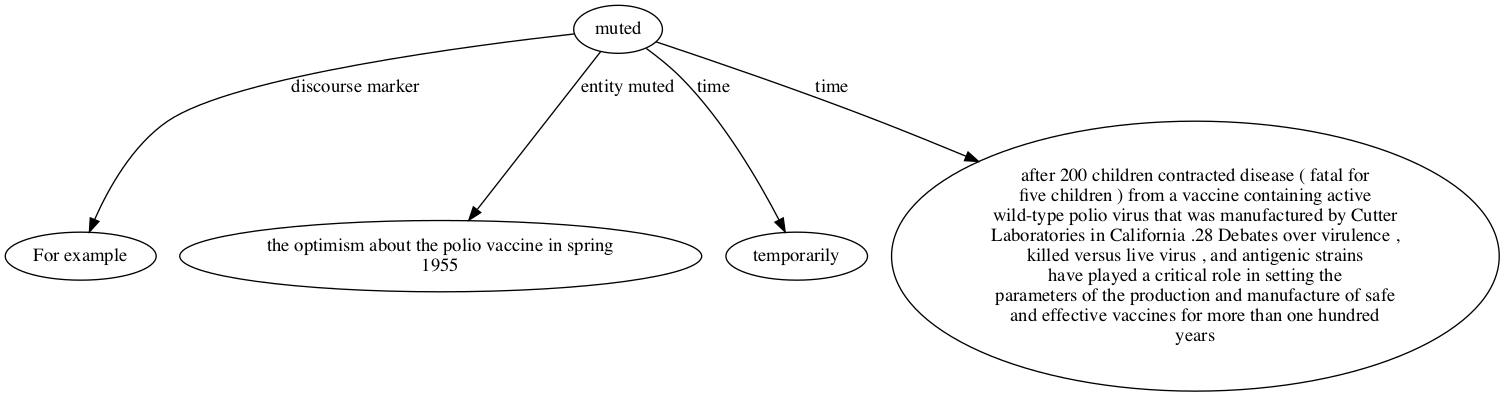 muted
discourse marker
entity muted
time
time
For example
the optimism about the polio vaccine in spring
1955
temporarily
after 200 children contracted disease ( fatal for
five children ) from a vaccine containing active
wild-type polio virus that was manufactured by Cutter
Laboratories in California .28 Debates over virulence ,
killed versus live virus , and antigenic strains
have played a critical role in setting the
parameters of the production and manufacture of safe
and effective vaccines for more than one hundred
years